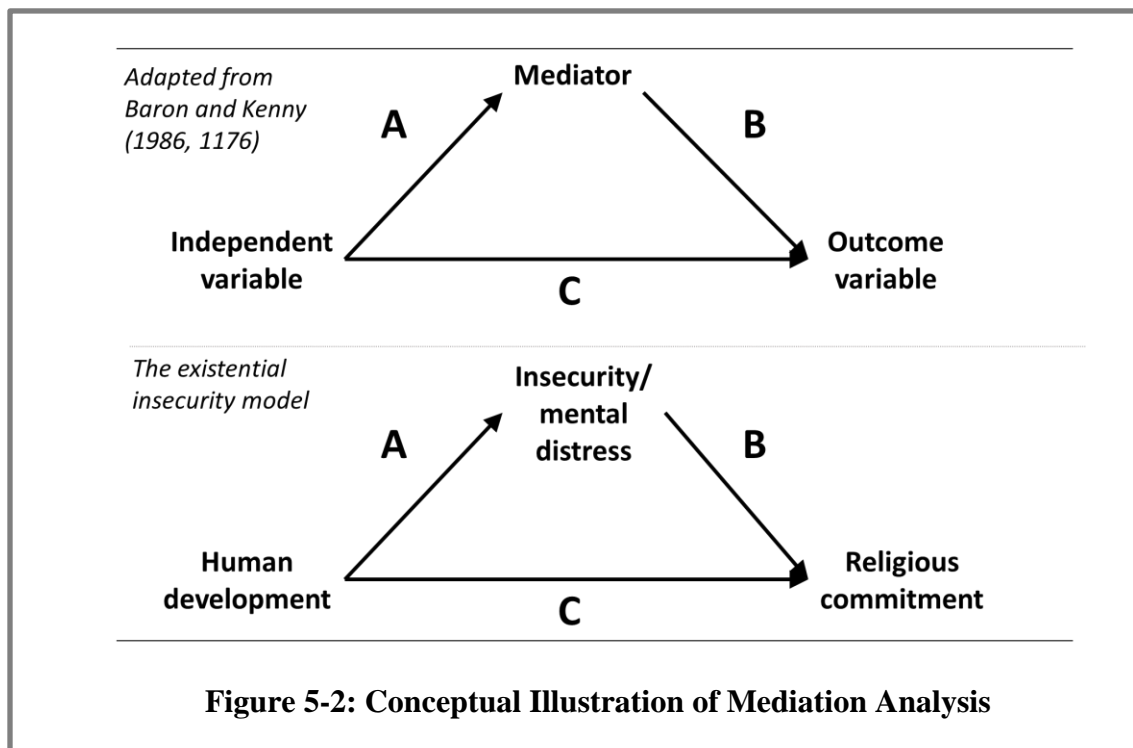 Adapted from
Baron and Kenny
(1986, 1176)
Mediator
A
B
Independent
variable
Outcome
variable
C
The existential
insecurity model
Insecurity/
mental
distress
A
B
Human
development
Religious
commitment
C
Figure 5-2: Conceptual Illustration of Mediation Analysis